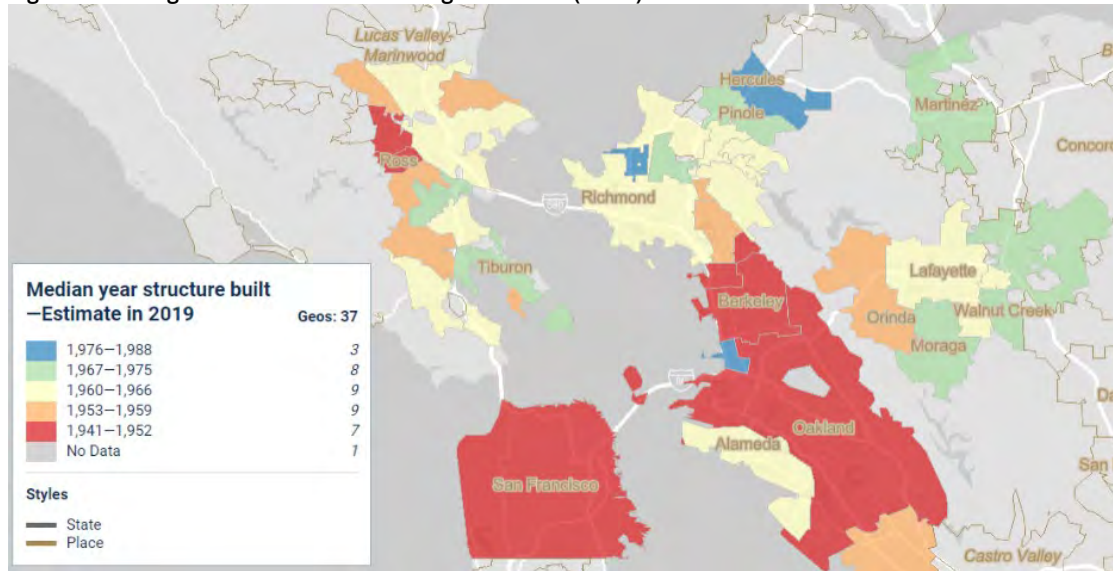 Lucas Valley-
Marinwood
Hercules
Pinole
Martinez
Concord
Ross
Richmond
580
Tiburon
Lafayette
Berkeley
Orinda
Walnut Creek
Moraga
Alameda
Oakland
San Francisco
Castro Valley
Median year structure built
—Estimate in 2019
Geos: 37
1,976—1,988 3
1,967—1,975 8
1,960—1,966 9
1,953—1,959 9
1,941—1,952 7
No Data 1
Styles
State
Place